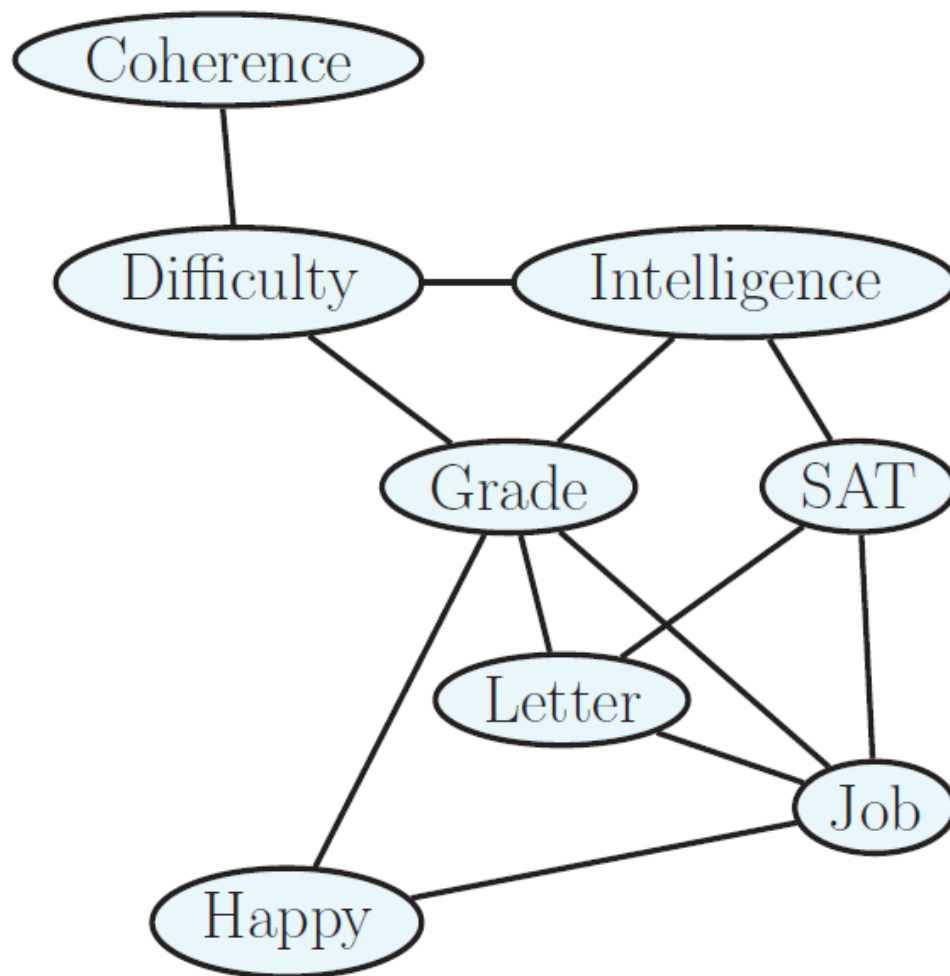 Coherence
Difficulty
Intelligence
Grade
SAT
Letter
Job
Happy